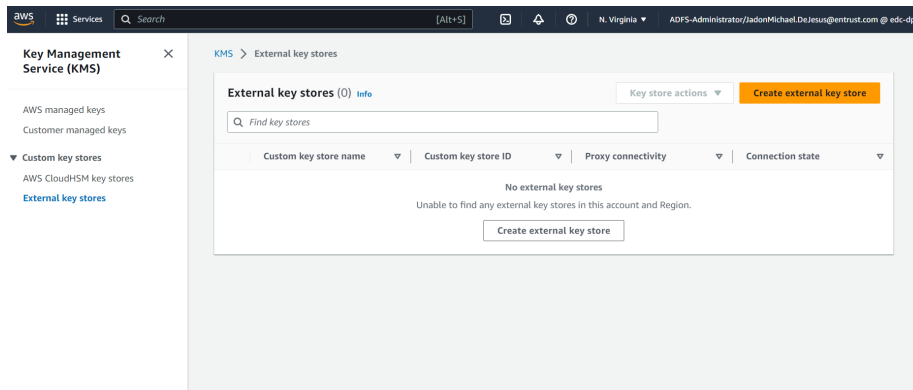 aws
Services
Search
[Alt+S]
N. Virginia
ADFS-Administrator/JadonMichael.DeJesus@entrust.com @ edc-dp
Key Management
Service (KMS)
AWS managed keys
Customer managed keys
Custom key stores
AWS CloudHSM key stores
External key stores
KMS > External key stores
External key stores (0) Info
Key store actions
Create external key store
Find key stores
Custom key store name
Custom key store ID
Proxy connectivity
Connection state
No external key stores
Unable to find any external key stores in this account and Region.
Create external key store